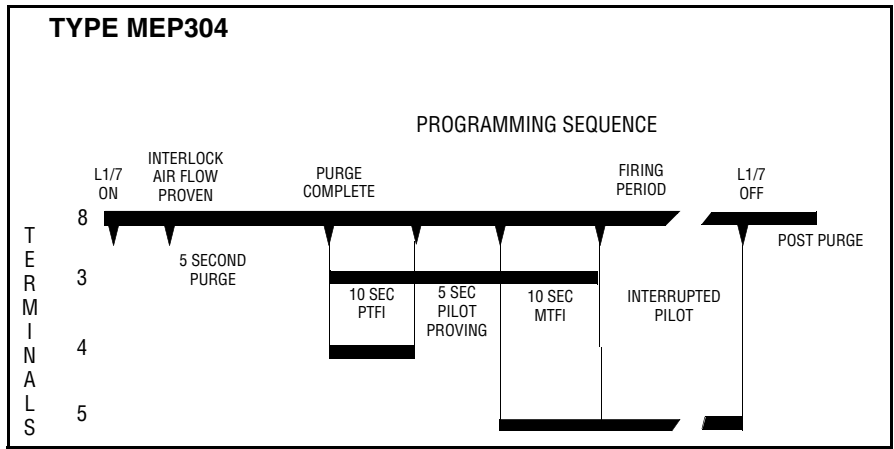 TYPE MEP304
PROGRAMMING SEQUENCE
L1/7
ON
INTERLOCK
AIR FLOW
PROVEN
PURGE
COMPLETE
FIRING
PERIOD
L1/7
OFF
TERMINALS
8
5 SECOND
PURGE
POST PURGE
3
10 SEC
PTFI
5 SEC
PILOT
PROVING
10 SEC
MTFI
INTERRUPTED
PILOT
4
5